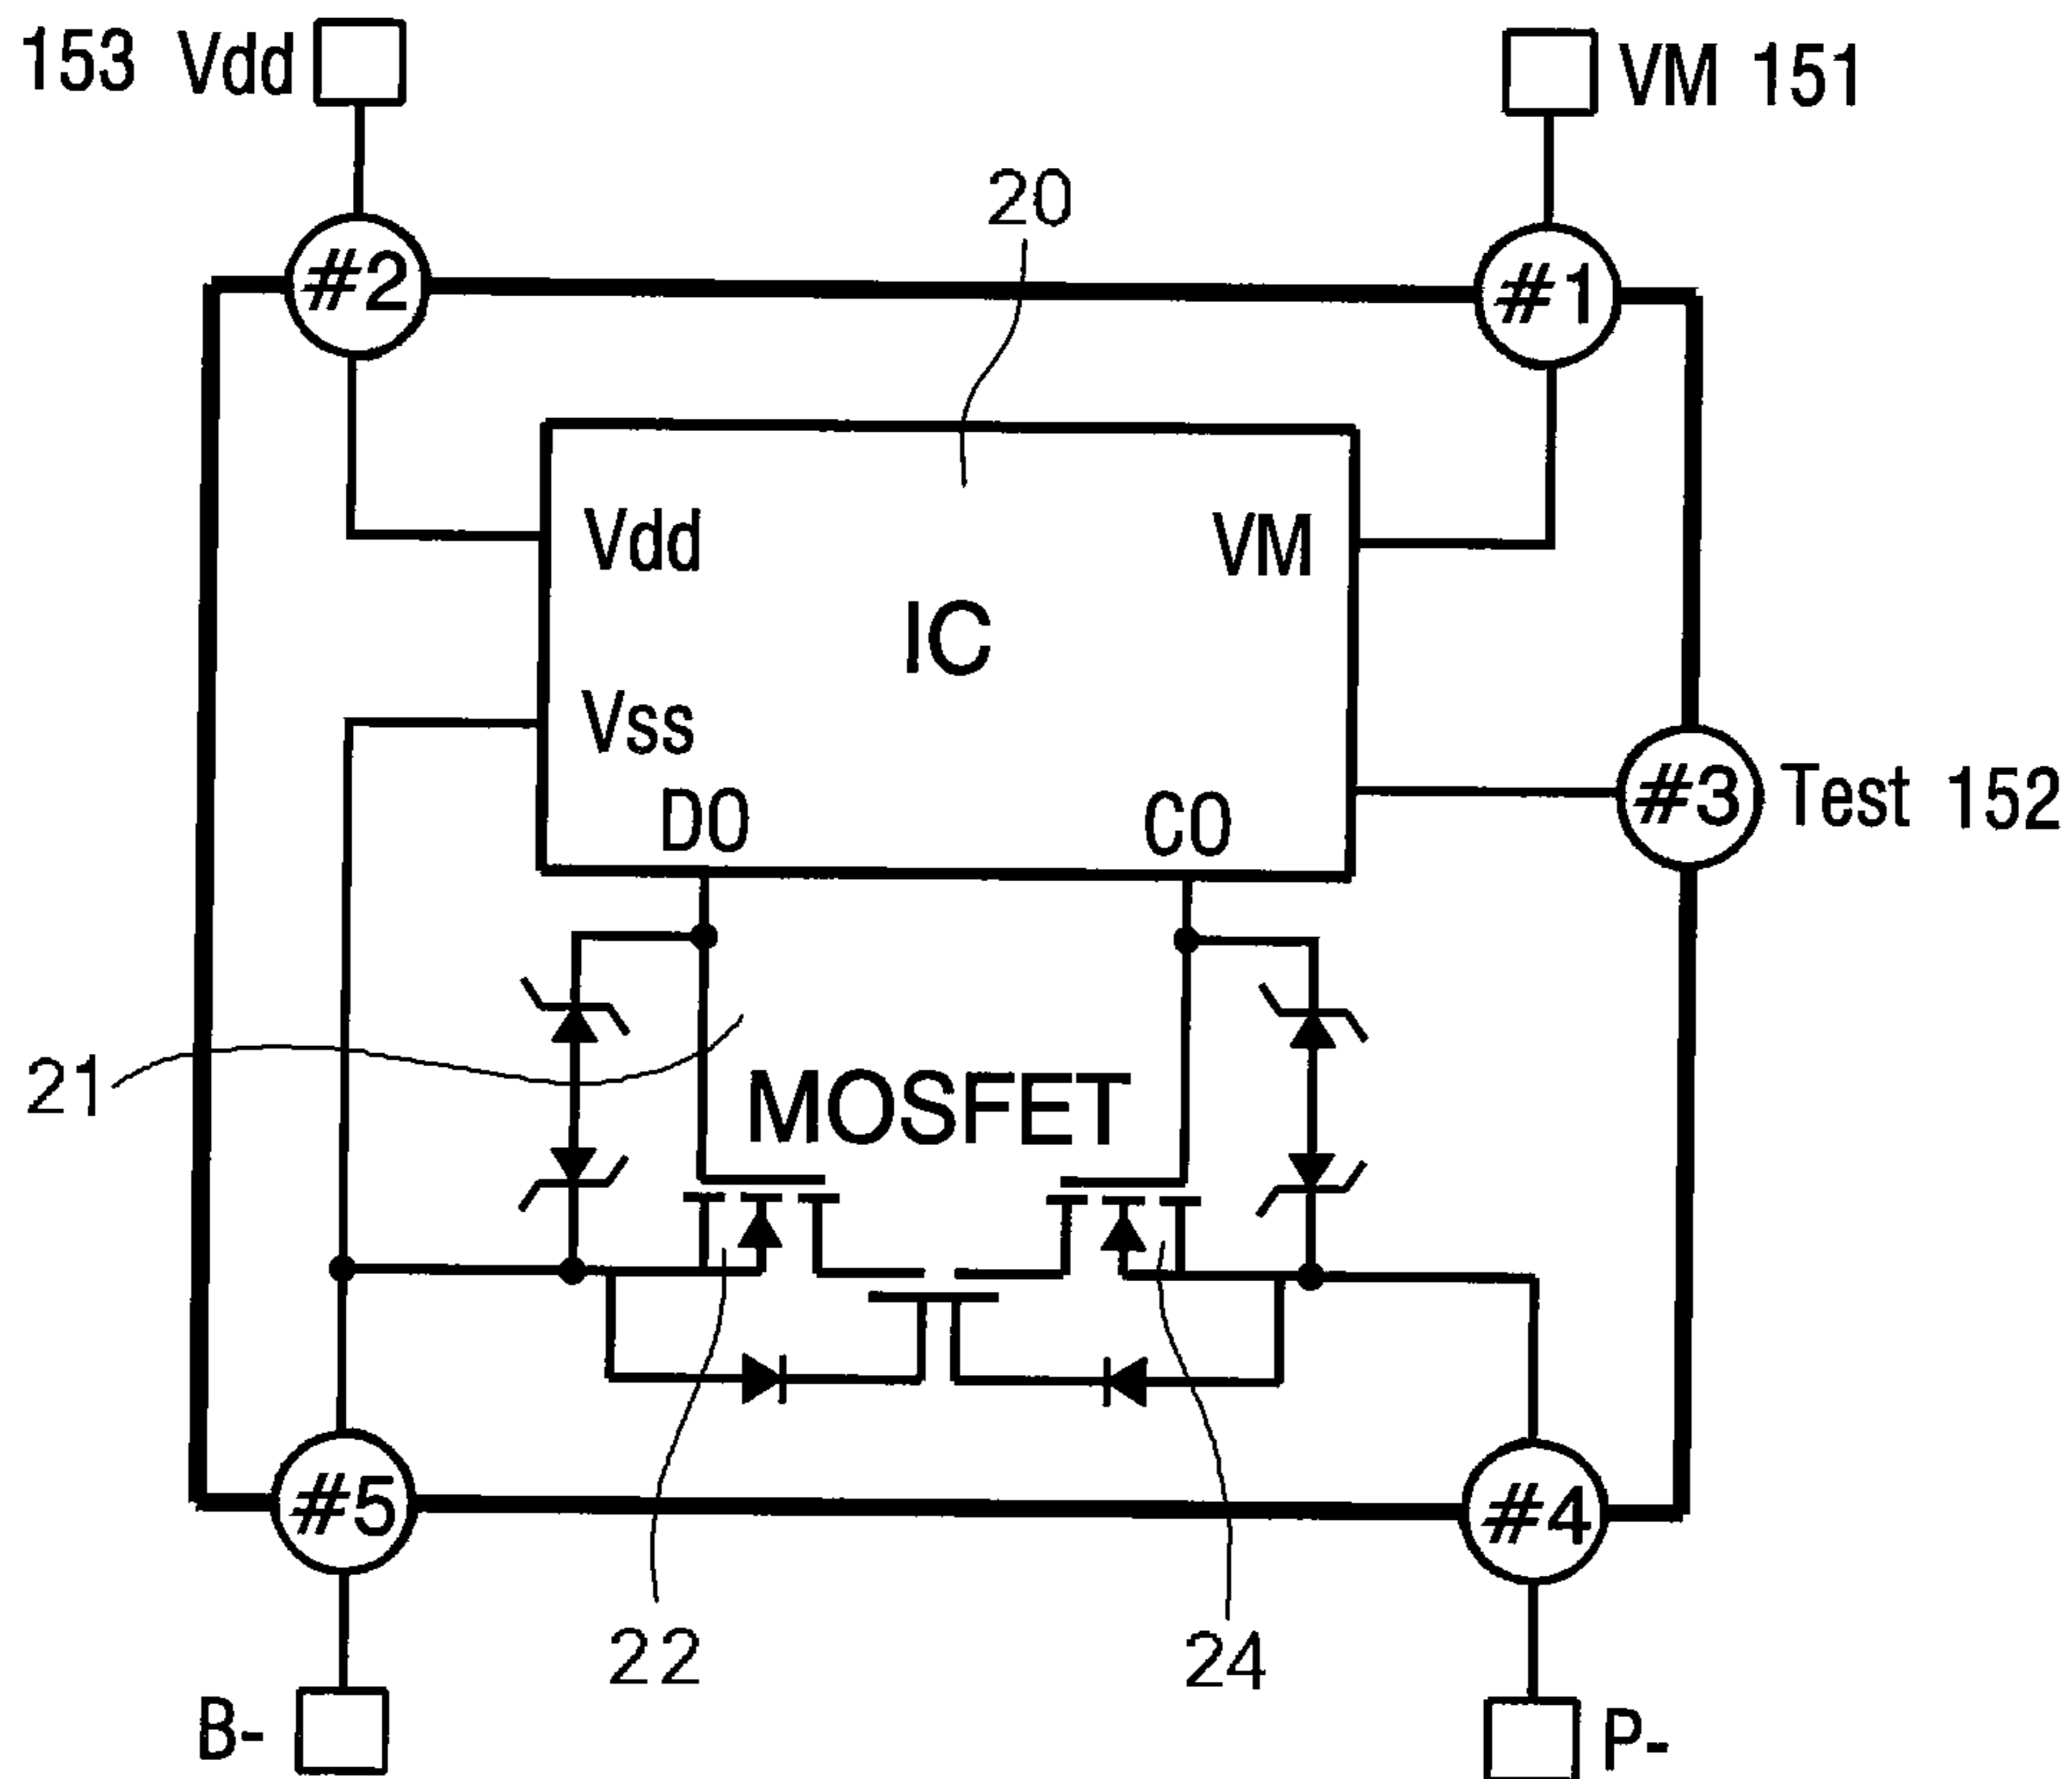 153 Vdd
VM 151
20
#2
#1
Vdd
VM
IC
Vss
#3 Test 152
DO
CO
21
MOSFET
#5
#4
22
24
B-
P-